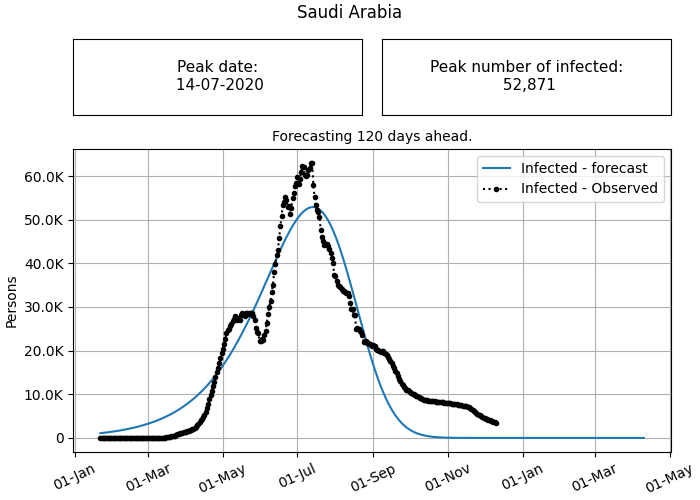 Saudi Arabia
Peak date:
14-07-2020
Peak number of infected:
52,871
Forecasting 120 days ahead.
Infected - forecast
Infected - Observed
Persons
60.0K
50.0K
40.0K
30.0K
20.0K
10.0K
0
01-Jan
01-Mar
01-May
01-Jul
01-Sep
01-Nov
01-Jan
01-Mar
01-May